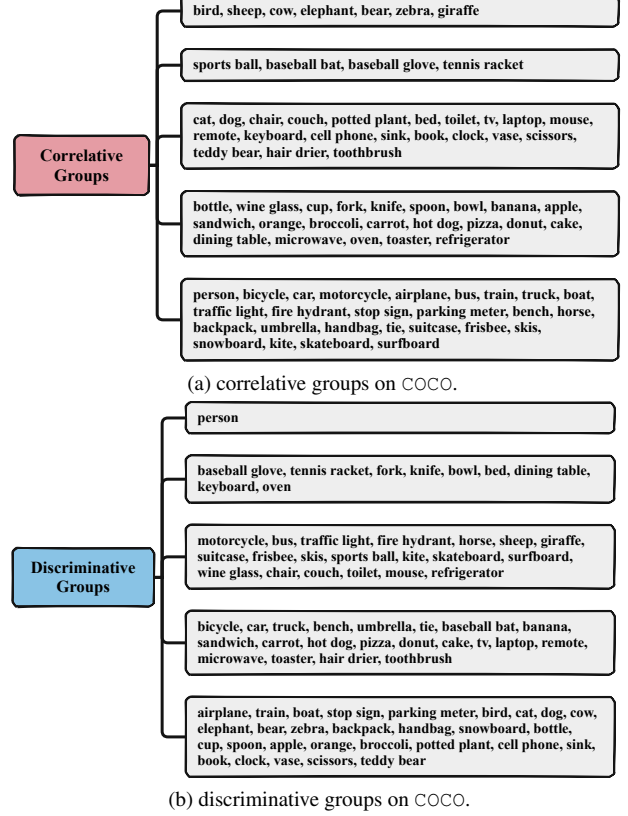 bird, sheep, cow, elephant, bear, zebra, giraffe
sports ball, baseball bat, baseball glove, tennis racket
cat, dog, chair, couch, potted plant, bed, toilet, tv, laptop, mouse,
remote, keyboard, cell phone, sink, book, clock, vase, scissors,
teddy bear, hair drier, toothbrush
Correlative
Groups
bottle, wine glass, cup, fork, knife, spoon, bowl, banana, apple,
sandwich, orange, broccoli, carrot, hot dog, pizza, donut, cake,
dining table, microwave, oven, toaster, refrigerator
person, bicycle, car, motorcycle, airplane, bus, train, truck, boat,
traffic light, fire hydrant, stop sign, parking meter, bench, horse,
backpack, umbrella, handbag, tie, suitcase, frisbee, skis,
snowboard, kite, skateboard, surfboard
(a) correlative groups on COCO.
person
baseball glove, tennis racket, fork, knife, bowl, bed, dining table,
keyboard, oven
motorcycle, bus, traffic light, fire hydrant, horse, sheep, giraffe,
suitcase, frisbee, skis, sports ball, kite, skateboard, surfboard,
wine glass, chair, couch, toilet, mouse, refrigerator
Discriminative
Groups
bicycle, car, truck, bench, umbrella, tie, baseball bat, banana,
sandwich, carrot, hot dog, pizza, donut, cake, tv, laptop, remote,
microwave, toaster, hair drier, toothbrush
airplane, train, boat, stop sign, parking meter, bird, cat, dog, cow,
elephant, bear, zebra, backpack, handbag, snowboard, bottle,
cup, spoon, apple, orange, broccoli, potted plant, cell phone, sink,
book, clock, vase, scissors, teddy bear
(b) discriminative groups on COCO.